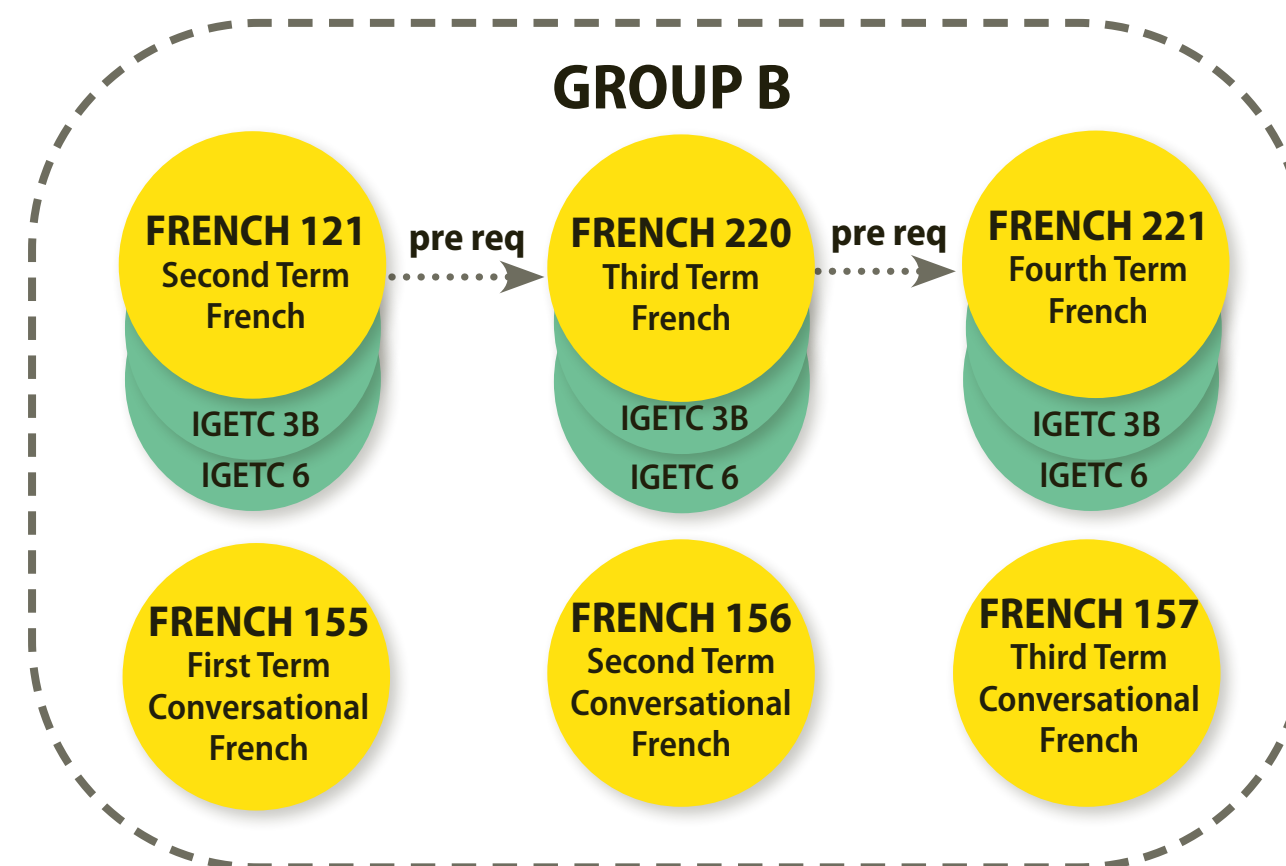 GROUP B
FRENCH 121
Second Term
French
IGETC 3B
IGETC 6
pre req
FRENCH 220
Third Term
French
IGETC 3B
IGETC 6
pre req
FRENCH 221
Fourth Term
French
IGETC 3B
IGETC 6
FRENCH 155
First Term
Conversational
French
FRENCH 156
Second Term
Conversational
French
FRENCH 157
Third Term
Conversational
French